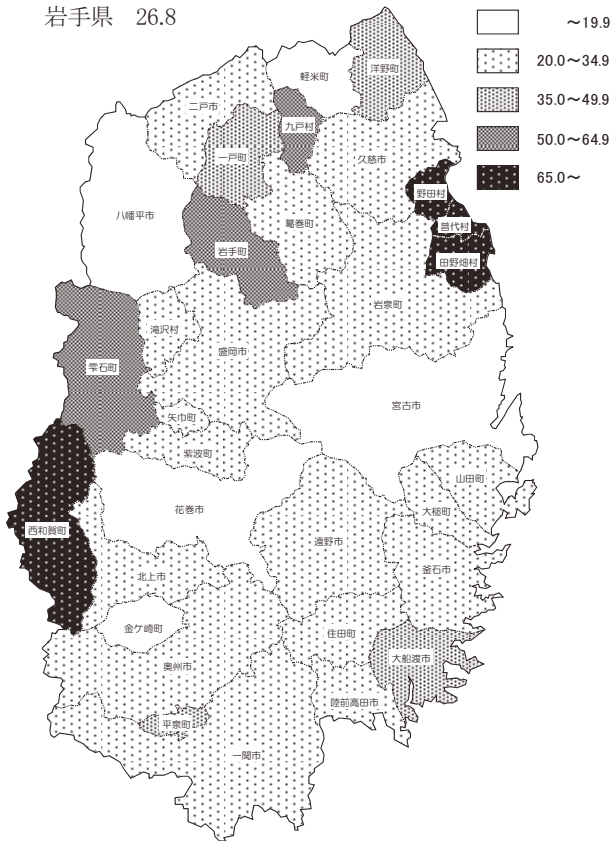 岩手県 26.8
～19.9
20.0～34.9
35.0～49.9
50.0～64.9
65.0～
洋野町
軽米町
二戸市
九戸村
一戸町
久慈市
野田村
普代村
田野畑村
八幡平市
葛巻町
岩手町
岩泉町
滝沢村
盛岡市
雫石町
宮古市
矢巾町
紫波町
山田町
大槌町
花巻市
西和賀町
遠野市
釜石市
北上市
金ケ崎町
住田町
奥州市
大船渡市
陸前高田市
平泉町
一関市